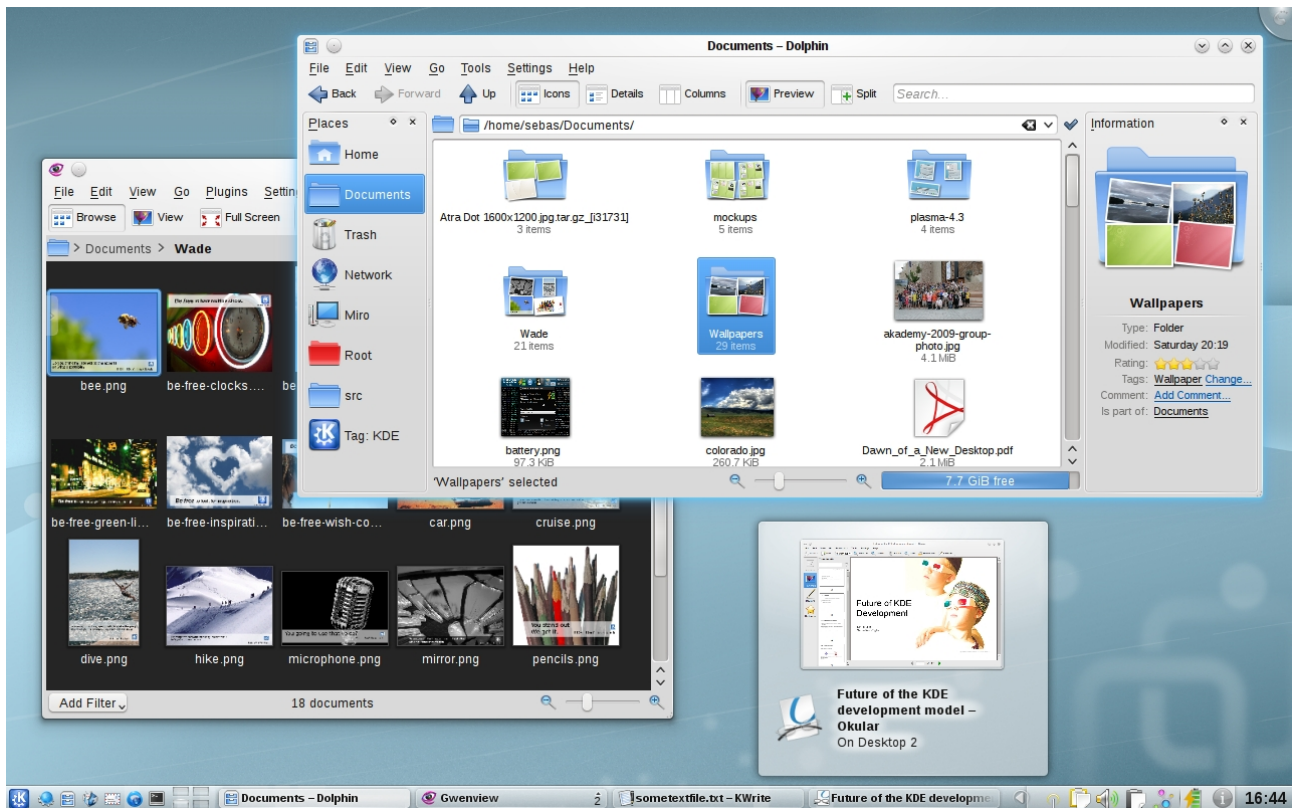 Documents – Dolphin
File Edit View Go Tools Settings Help
Back Forward Up Icons Details Columns Preview Split Search...
Places
/home/sebas/Documents/
Information
Home
Documents
Trash
Network
Miro
Root
src
Tag: KDE
Atra Dot 1600x1200.jpg.tar.gz_[i31731]
3 items
mockups
5 items
plasma-4.3
4 items
Wade
21 items
Wallpapers
29 items
akademy-2009-group-
photo.jpg
4.1 MiB
battery.png
97.3 KiB
colorado.jpg
260.7 KiB
Dawn_of_a_New_Desktop.pdf
2.1 MiB
'Wallpapers' selected
7.7 GiB free
Wallpapers
Type: Folder
Modified: Saturday 20:19
Rating:
Tags: Wallpaper Change...
Comment: Add Comment...
Is part of: Documents
File Edit View Go Plugins Settin
Browse View Full Screen
> Documents > Wade
bee.png
be-free-clocks....
be
be-free-green-li...
be-free-inspirati...
be-free-wish-co...
car.png
cruise.png
dive.png
hike.png
microphone.png
mirror.png
pencils.png
You stand out
We get it.
Add Filter
18 documents
Future of KDE
Development
Future of the KDE
development model –
Okular
On Desktop 2
Documents – Dolphin
Gwenview 2
sometextfile.txt – KWrite
Future of the KDE developme
16:44